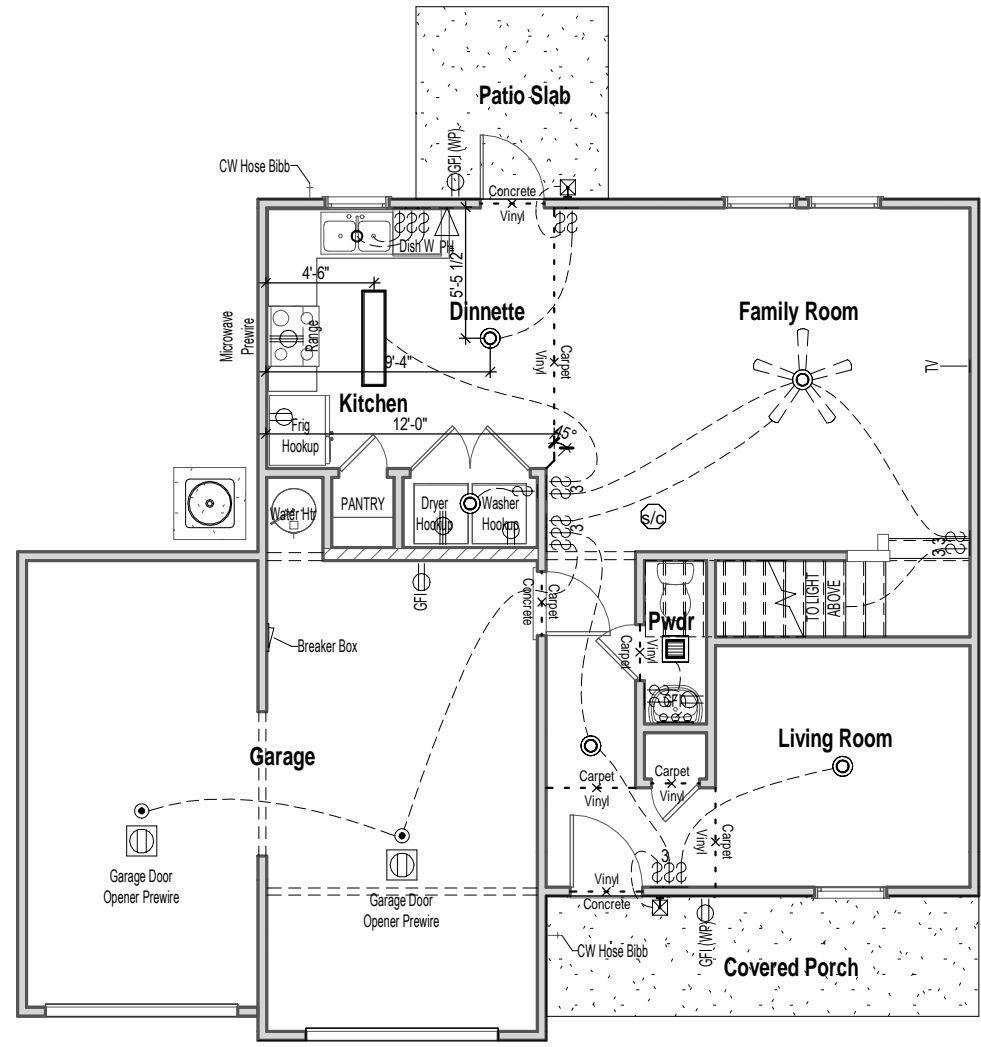 Patio Slab
GFI (WP)
CW Hose Bibb
Concrete
Vinyl
Dish W
4'-6"
5'-5 1/2"
Dinnette
Family Room
Microwave
Prewire
Range
9'-4"
Carpet
Vinyl
TV
Kitchen
12'-0"
45°
Frig
Hookup
Water Htr
PANTRY
Dryer
Hookup
Washer
Hookup
3
3
s/c
3
3
GFI
Carpet
Concrete
TO LIGHT
ABOVE
Pwdr
Breaker Box
Carpet
Vinyl
GFI
Garage
Living Room
Carpet
Vinyl
Carpet
Vinyl
Carpet
Vinyl
3
Garage Door
Opener Prewire
Garage Door
Opener Prewire
Vinyl
Concrete
GFI (WP)
CW Hose Bibb
Covered Porch